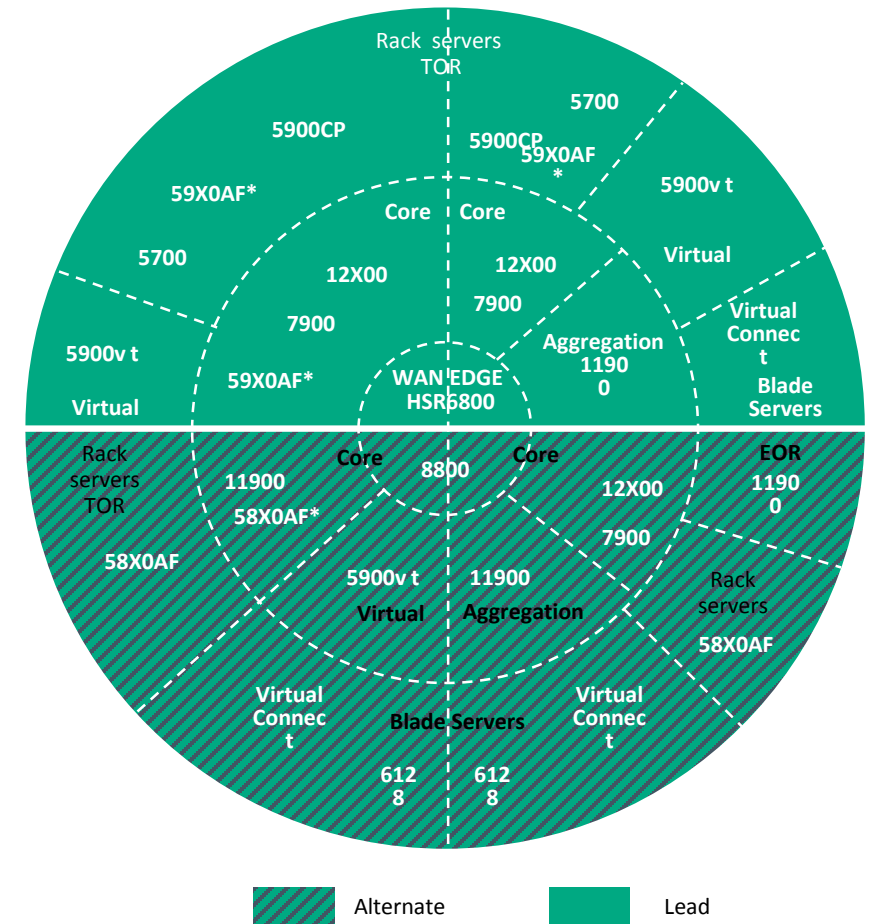 Rack servers
TOR
5700
5900CP
5900CP
59X0AF
*
59X0AF*
5900v t
5700
Core
Core
Virtual
12X00
12X00
7900
7900
Virtual
Connec
t
5900v t
Aggregation
1190
0
59X0AF*
WAN EDGE
HSR6800
Blade
Servers
Virtual
Rack
servers
TOR
Core
8800
Core
EOR
1190
0
11900
12X00
58X0AF*
7900
58X0AF
5900v t
11900
Rack
servers
Virtual
Aggregation
58X0AF
Virtual
Connec
t
Virtual
Connec
t
Blade Servers
612
8
612
8
Alternate
Lead